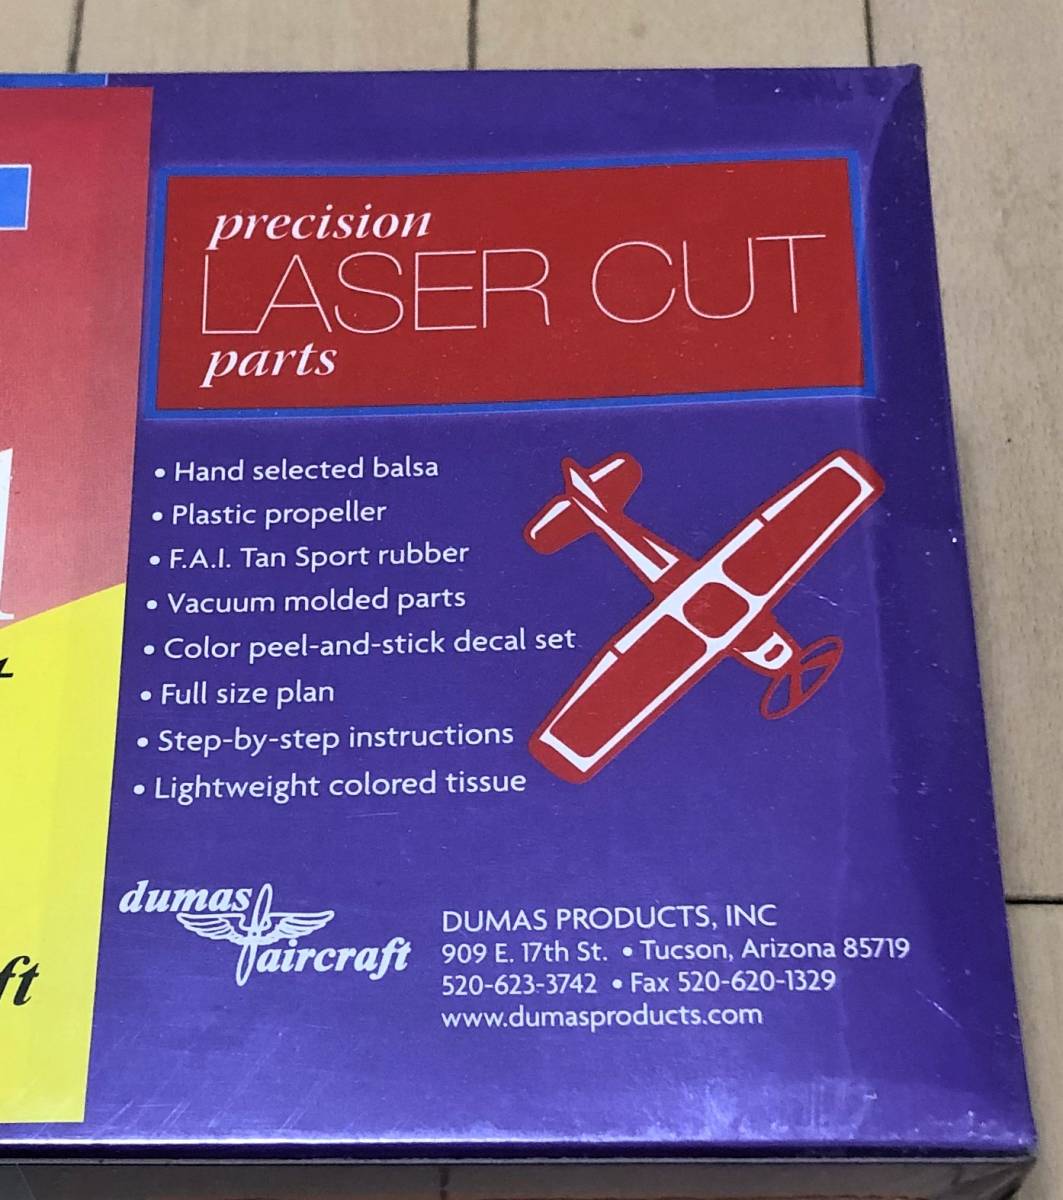 precision
LASER CUT
parts
• Hand selected balsa
• Plastic propeller
• F.A.I. Tan Sport rubber
• Vacuum molded parts
• Color peel-and-stick decal set
• Full size plan
• Step-by-step instructions
• Lightweight colored tissue
dumas
aircraft
DUMAS PRODUCTS, INC
909 E. 17th St. • Tucson, Arizona 85719
520-623-3742 • Fax 520-620-1329
www.dumasproducts.com
ft